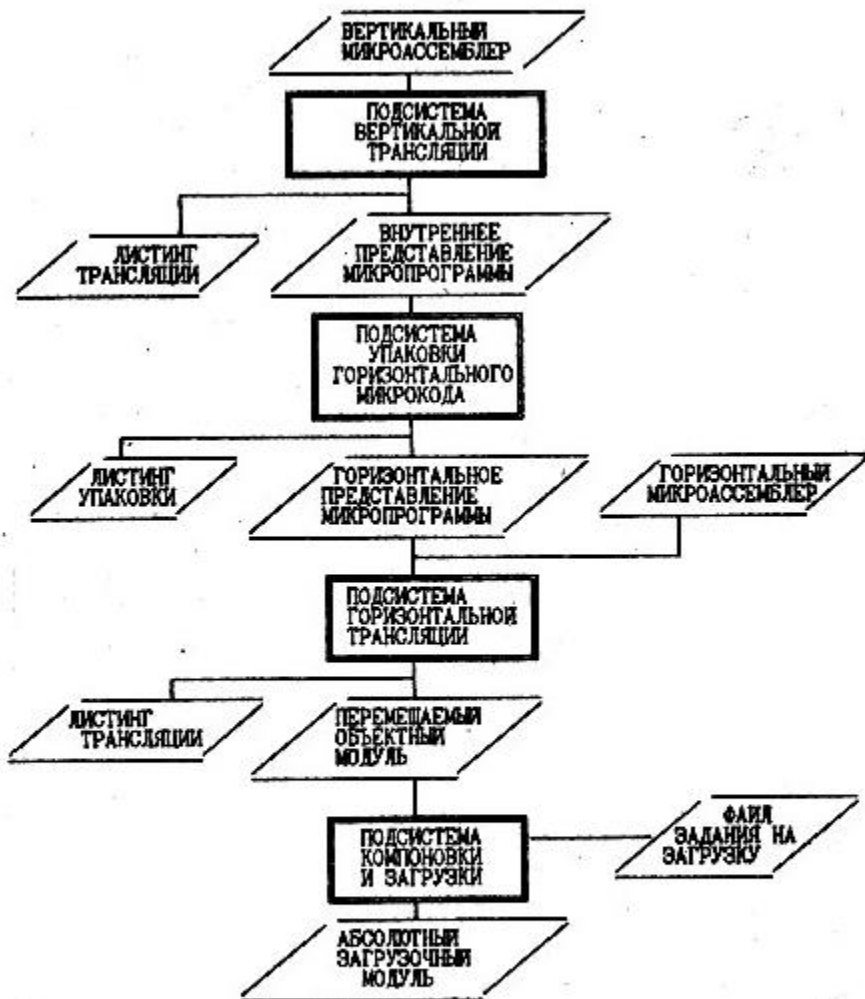 ВЕРТИКАЛЬНЫЙ
МИКРОАССЕМБЛЕР
ПОДСИСТЕМА
ВЕРТИКАЛЬНОЙ
ТРАНСЛЯЦИИ
ЛИСТИНГ
ТРАНСЛЯЦИИ
ВНУТРЕННЕЕ
ПРЕДСТАВЛЕНИЕ
МИКРОПРОГРАММЫ
ПОДСИСТЕМА
УПАКОВКИ
ГОРИЗОНТАЛЬНОГО
МИКРОКОДА
ЛИСТИНГ
УПАКОВКИ
ГОРИЗОНТАЛЬНОЕ
ПРЕДСТАВЛЕНИЕ
МИКРОПРОГРАММЫ
ГОРИЗОНТАЛЬНЫЙ
МИКРОАССЕМБЛЕР
ПОДСИСТЕМА
ГОРИЗОНТАЛЬНОЙ
ТРАНСЛЯЦИИ
ЛИСТИНГ
ТРАНСЛЯЦИИ
ПЕРЕМЕЩАЕМЫЙ
ОБЪЕКТНЫЙ
МОДУЛЬ
ПОДСИСТЕМА
КОМПОНОВКИ
И ЗАГРУЗКИ
ФАЙЛ
ЗАДАНИЯ НА
ЗАГРУЗКУ
АБСОЛЮТНЫЙ
ЗАГРУЗОЧНЫЙ
МОДУЛЬ